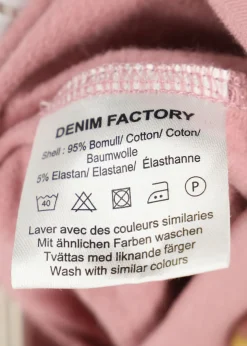 DENIM FACTORY
Shell : 95% Bomull/ Cotton/ Coton/
Baumwolle
5% Elastan/ Elastane/ Élasthanne
40 P
Laver avec des couleurs similaries
Mit ähnlichen Farben waschen
Tvättas med liknande färger
Wash with similar colours